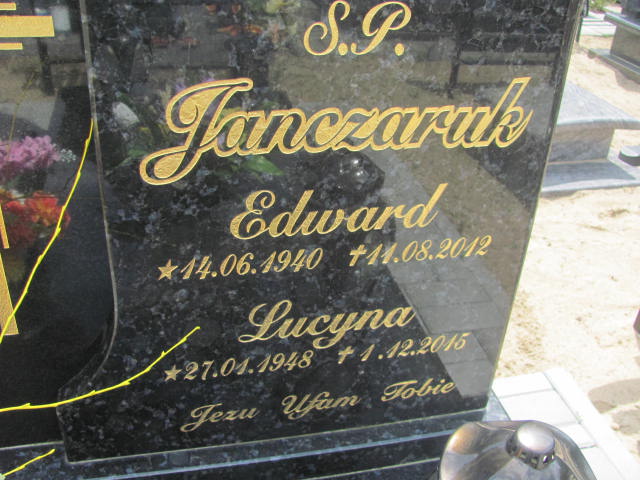 S.P.
Janczaruk
Edward
★14.06.1940 ✝11.08.2012
Lucyna
★27.01.1948 ✝1.12.2015
Jezu Ufam Tobie